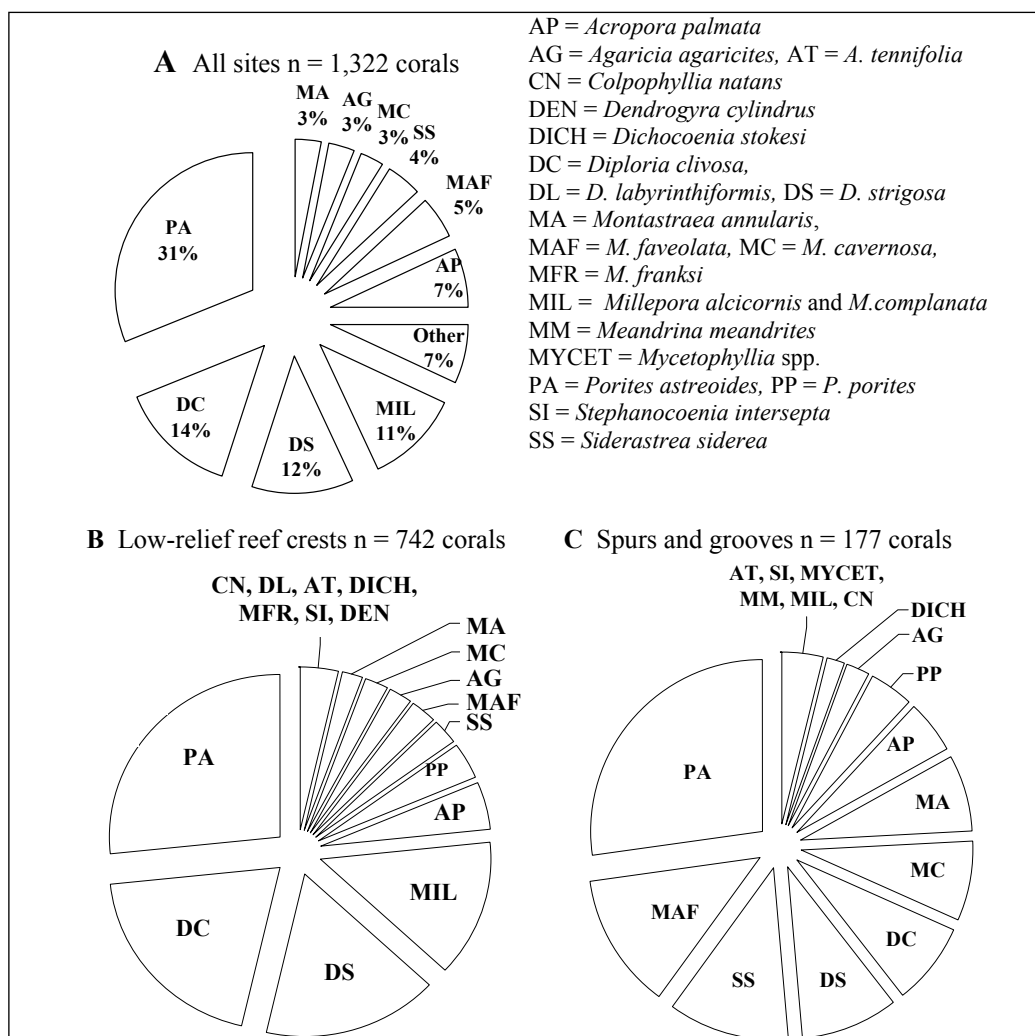 A All sites n = 1,322 corals
MA
3%
AG
3%
MC
3%
SS
4%
MAF
5%
AP
7%
Other
7%
MIL
11%
DS
12%
DC
14%
PA
31%
AP = Acropora palmata
AG = Agaricia agaricites, AT = A. tennifolia
CN = Colpophyllia natans
DEN = Dendrogyra cylindrus
DICH = Dichocoenia stokesi
DC = Diploria clivosa,
DL = D. labyrinthiformis, DS = D. strigosa
MA = Montastraea annularis,
MAF = M. faveolata, MC = M. cavernosa,
MFR = M. franksi
MIL = Millepora alcicornis and M.complanata
MM = Meandrina meandrites
MYCET = Mycetophyllia spp.
PA = Porites astreoides, PP = P. porites
SI = Stephanocoenia intersepta
SS = Siderastrea siderea
B Low-relief reef crests n = 742 corals
CN, DL, AT, DICH,
MFR, SI, DEN
MA
MC
AG
MAF
SS
PP
AP
MIL
DS
DC
PA
C Spurs and grooves n = 177 corals
AT, SI, MYCET,
MM, MIL, CN
DICH
AG
PP
AP
MA
MC
DC
DS
SS
MAF
PA